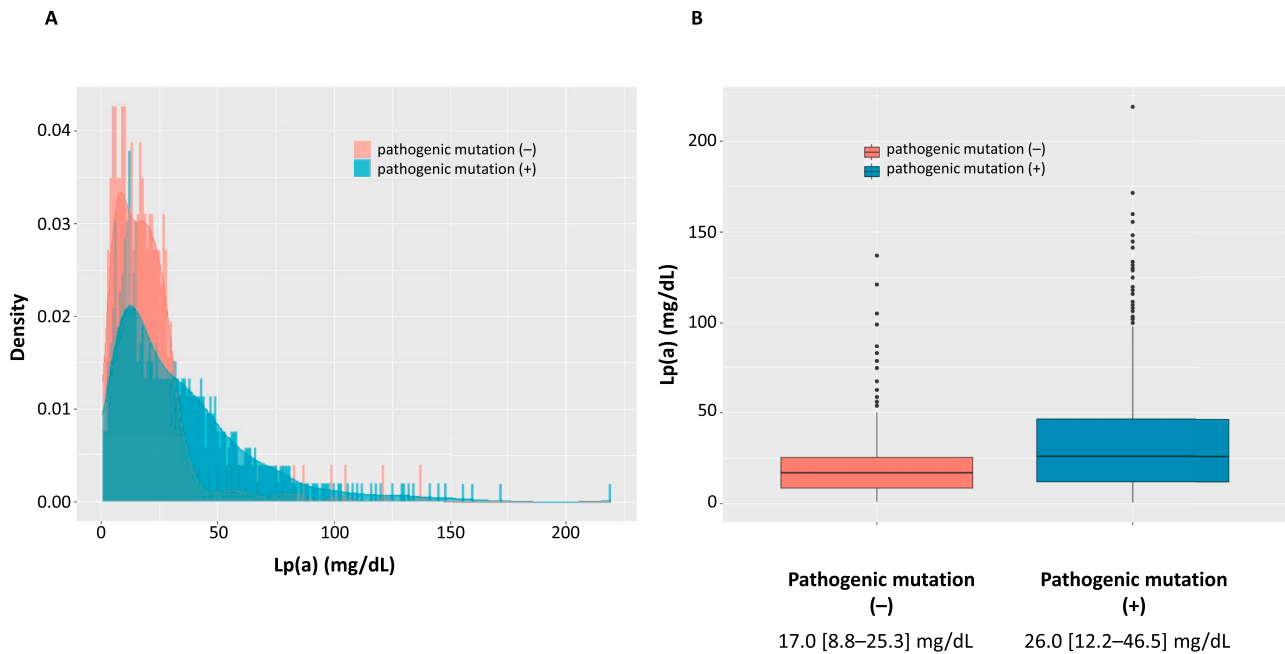 A
0.04
0.03
0.02
0.01
0.00
Density
pathogenic mutation (–)
pathogenic mutation (+)
0
50
100
150
200
Lp(a) (mg/dL)
B
200
150
100
50
0
Lp(a) (mg/dL)
pathogenic mutation (–)
pathogenic mutation (+)
Pathogenic mutation
(–)
17.0 [8.8–25.3] mg/dL
Pathogenic mutation
(+)
26.0 [12.2–46.5] mg/dL